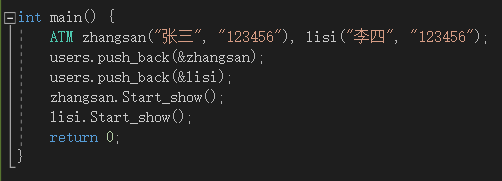 int main() {
ATM zhangsan("张三", "123456"), lisi("李四", "123456");
users.push_back(&zhangsan);
users.push_back(&lisi);
zhangsan.Start_show();
lisi.Start_show();
return 0;
}